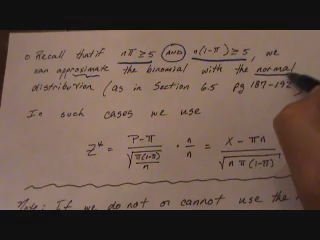 o Recall that if nπ ≥ 5 AND n(1-π) ≥ 5, we
can approximate the binomial with the normal
distribution (as in Section 6.5 pg 187-192
In such cases we use
Z* = (P-π)/√(π(1-π)/n) · n/n = (X - πn)/√(n π(1-π))
Note: If we do not or cannot use the